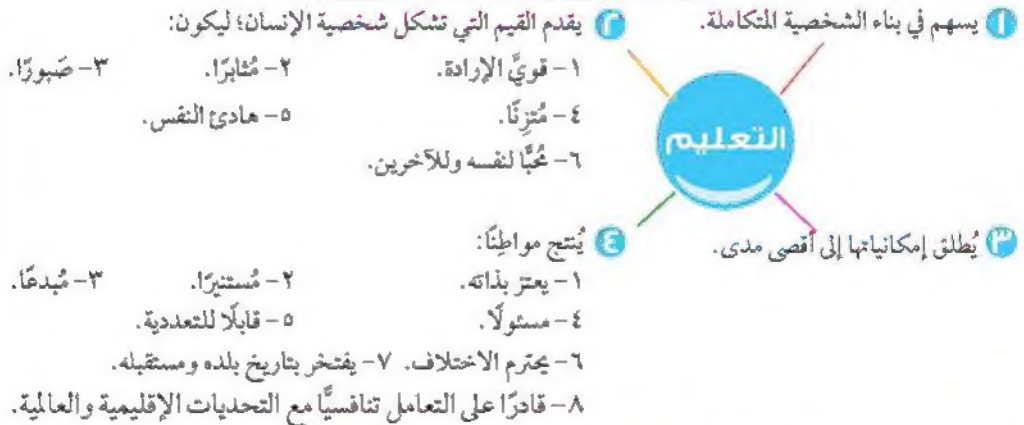 ١ يسهم في بناء الشخصية المتكاملة.
٢ يقدم القيم التي تشكل شخصية الإنسان؛ ليكون:
١- قويَّ الإرادة. ٢- مُثابرًا. ٣- صَبورًا.
٤- مُتزِنًا. ٥- هادئ النفس.
٦- مُحبًّا لنفسه وللآخرين.
التعليم
٣ يُطلق إمكانياتها إلى أقصى مدى.
٤ يُنتج مواطِنًا:
١- يعتز بذاته. ٢- مُستنيرًا. ٣- مُبدعًا.
٤- مسئولًا. ٥- قابلًا للتعددية.
٦- يحترم الاختلاف. ٧- يفتخر بتاريخ بلده ومستقبله.
٨- قادرًا على التعامل تنافسيًّا مع التحديات الإقليمية والعالمية.